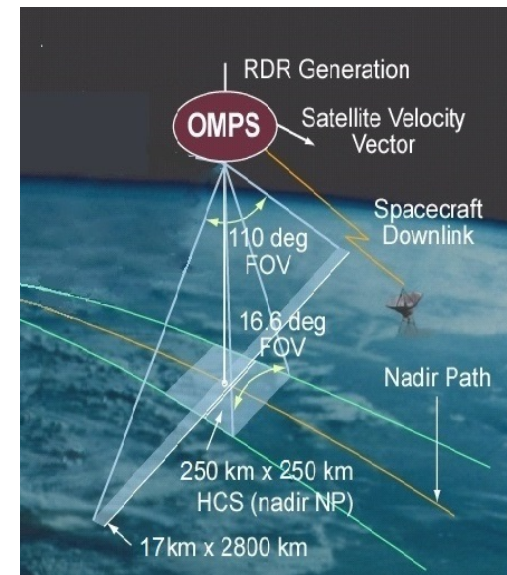 RDR Generation
OMPS
Satellite Velocity
Vector
Spacecraft
Downlink
110 deg
FOV
16.6 deg
FOV
Nadir Path
250 km x 250 km
HCS (nadir NP)
17km x 2800 km